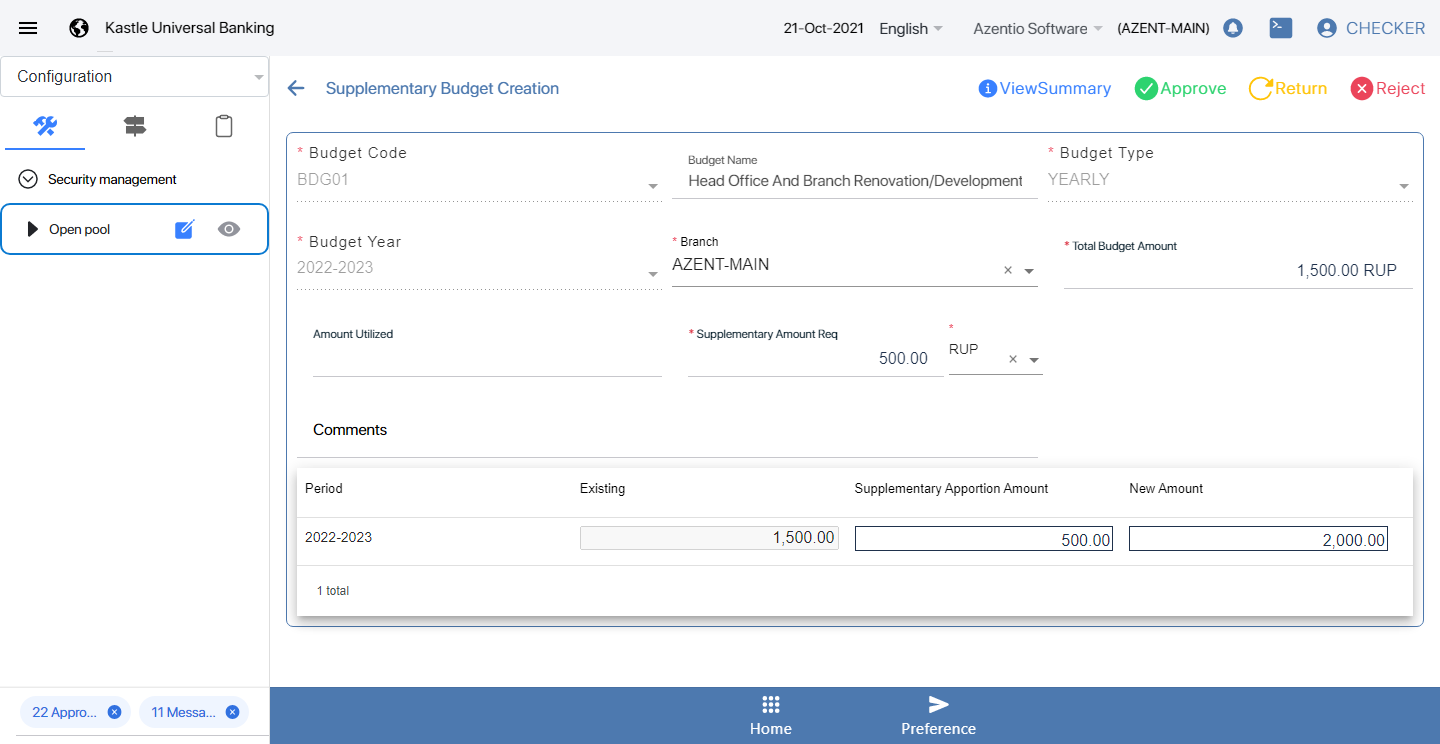 Kastle Universal Banking
21-Oct-2021 English Azentio Software (AZENT-MAIN) CHECKER
Configuration
Security management
Open pool
Supplementary Budget Creation
ViewSummary Approve Return Reject
* Budget Code
BDG01
Budget Name
Head Office And Branch Renovation/Development
* Budget Type
YEARLY
* Budget Year
2022-2023
* Branch
AZENT-MAIN
* Total Budget Amount
1,500.00 RUP
Amount Utilized
* Supplementary Amount Req
500.00
*
RUP
Comments
Period Existing Supplementary Apportion Amount New Amount
2022-2023 1,500.00 500.00 2,000.00
1 total
22 Appro... 11 Messa...
Home Preference